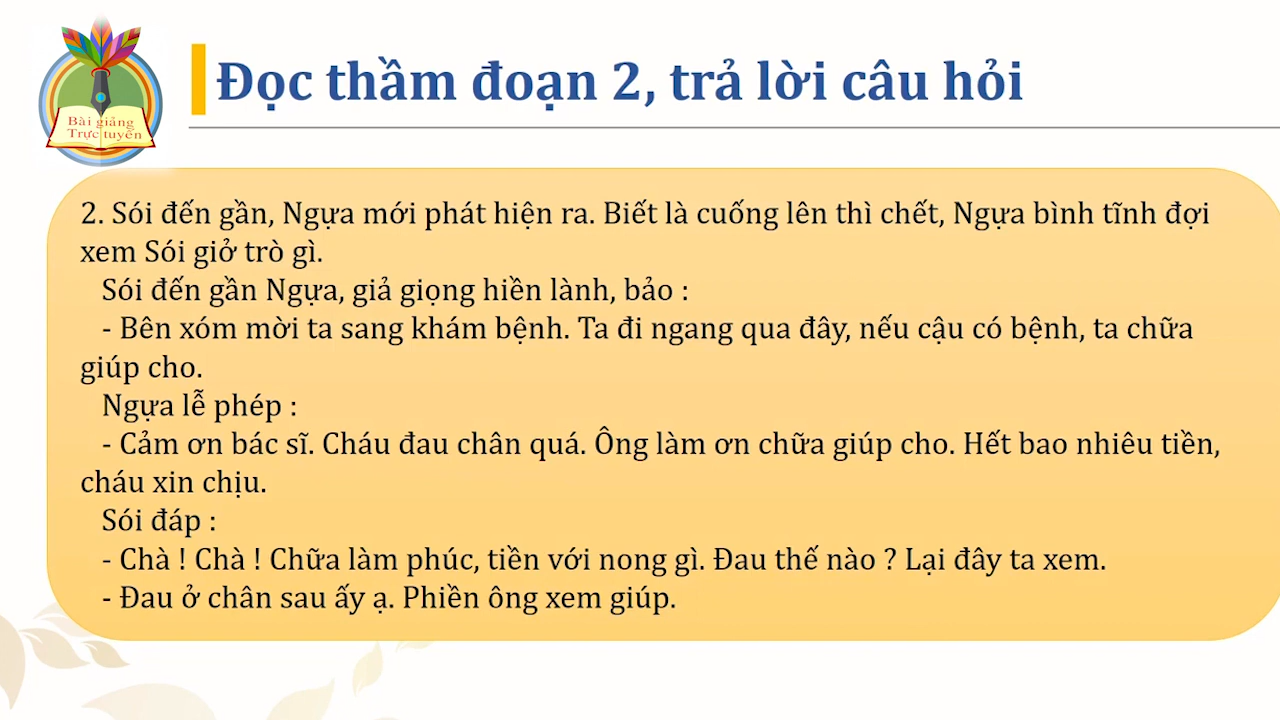 Bài giảng
Trực tuyến
Đọc thầm đoạn 2, trả lời câu hỏi
2. Sói đến gần, Ngựa mới phát hiện ra. Biết là cuống lên thì chết, Ngựa bình tĩnh đợi
xem Sói giở trò gì.
Sói đến gần Ngựa, giả giọng hiền lành, bảo :
- Bên xóm mời ta sang khám bệnh. Ta đi ngang qua đây, nếu cậu có bệnh, ta chữa
giúp cho.
Ngựa lễ phép :
- Cảm ơn bác sĩ. Cháu đau chân quá. Ông làm ơn chữa giúp cho. Hết bao nhiêu tiền,
cháu xin chịu.
Sói đáp :
- Chà ! Chà ! Chữa làm phúc, tiền với nong gì. Đau thế nào ? Lại đây ta xem.
- Đau ở chân sau ấy ạ. Phiền ông xem giúp.